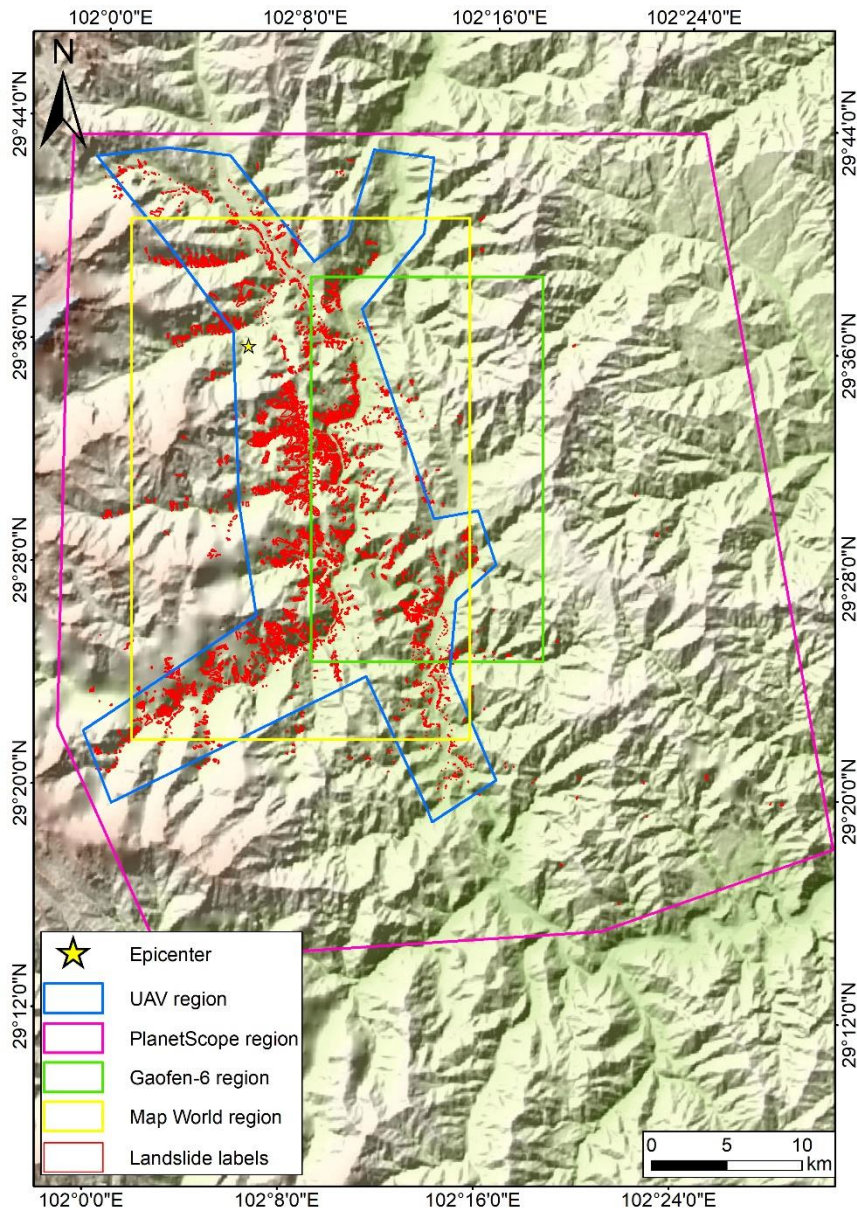 102°0'0"E 102°8'0"E 102°16'0"E 102°24'0"E
N
29°44'0"N 29°44'0"N
29°36'0"N 29°36'0"N
29°28'0"N 29°28'0"N
29°20'0"N 29°20'0"N
29°12'0"N 29°12'0"N
Epicenter
UAV region
PlanetScope region
Gaofen-6 region
Map World region
Landslide labels
0 5 10
km
102°0'0"E 102°8'0"E 102°16'0"E 102°24'0"E